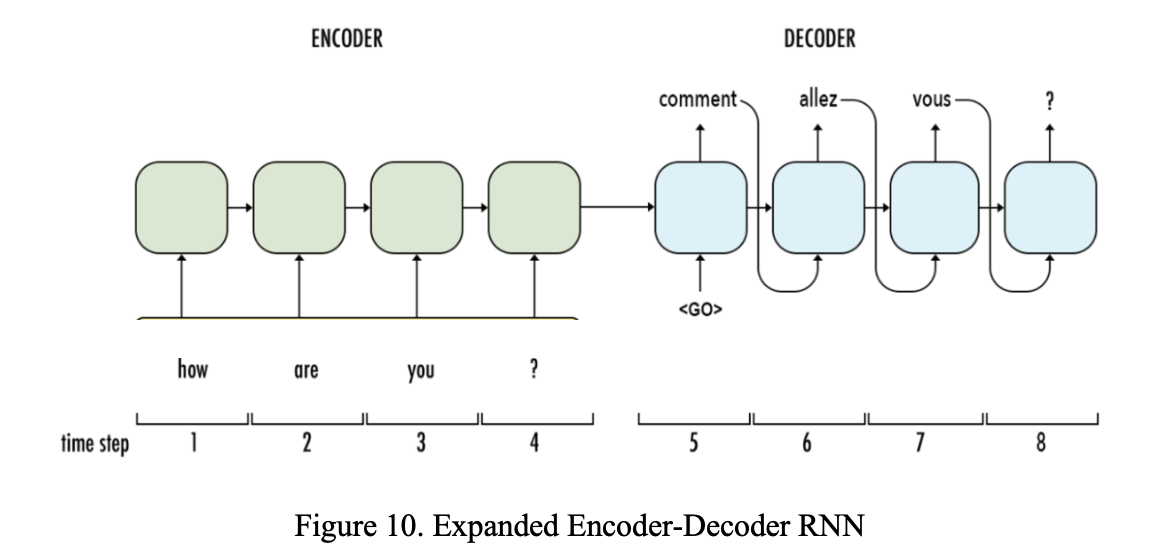 ENCODER DECODER
comment allez vous ?
<GO>
how are you ?
time step 1 2 3 4 5 6 7 8
Figure 10. Expanded Encoder-Decoder RNN